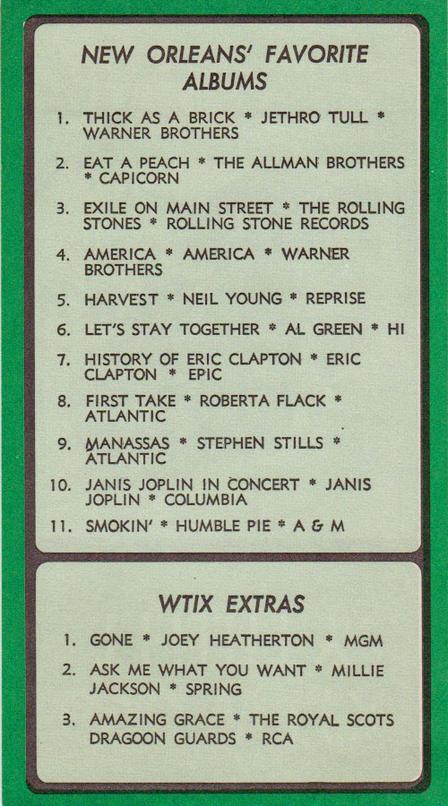 NEW ORLEANS' FAVORITE
ALBUMS
1. THICK AS A BRICK * JETHRO TULL *
WARNER BROTHERS
2. EAT A PEACH * THE ALLMAN BROTHERS
* CAPICORN
3. EXILE ON MAIN STREET * THE ROLLING
STONES * ROLLING STONE RECORDS
4. AMERICA * AMERICA * WARNER
BROTHERS
5. HARVEST * NEIL YOUNG * REPRISE
6. LET'S STAY TOGETHER * AL GREEN * HI
7. HISTORY OF ERIC CLAPTON * ERIC
CLAPTON * EPIC
8. FIRST TAKE * ROBERTA FLACK *
ATLANTIC
9. MANASSAS * STEPHEN STILLS *
ATLANTIC
10. JANIS JOPLIN IN CONCERT * JANIS
JOPLIN * COLUMBIA
11. SMOKIN' * HUMBLE PIE * A & M
WTIX EXTRAS
1. GONE * JOEY HEATHERTON * MGM
2. ASK ME WHAT YOU WANT * MILLIE
JACKSON * SPRING
3. AMAZING GRACE * THE ROYAL SCOTS
DRAGOON GUARDS * RCA